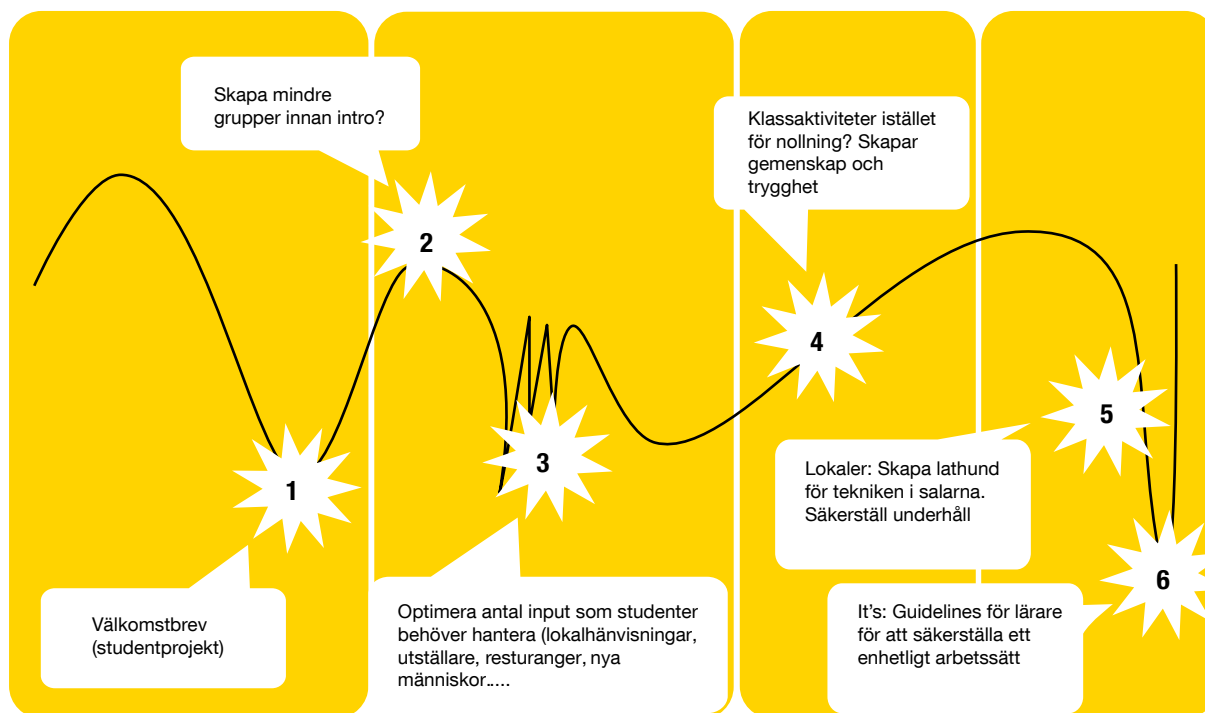 Skapa mindre
grupper innan intro?
Klassaktiviteter istället
för nollning? Skapar
gemenskap och
trygghet
2
4
5
3
1
Lokaler: Skapa lathund
för tekniken i salarna.
Säkerställ underhåll
6
Välkomstbrev
(studentprojekt)
Optimera antal input som studenter
behöver hantera (lokalhänvisningar,
utställare, resturanger, nya
människor.....
It's: Guidelines för lärare
för att säkerställa ett
enhetligt arbetssätt